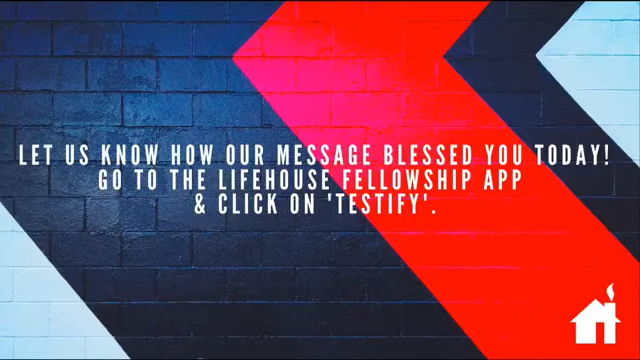 LET US KNOW HOW OUR MESSAGE BLESSED YOU TODAY!
GO TO THE LIFEHOUSE FELLOWSHIP APP
& CLICK ON 'TESTIFY'.